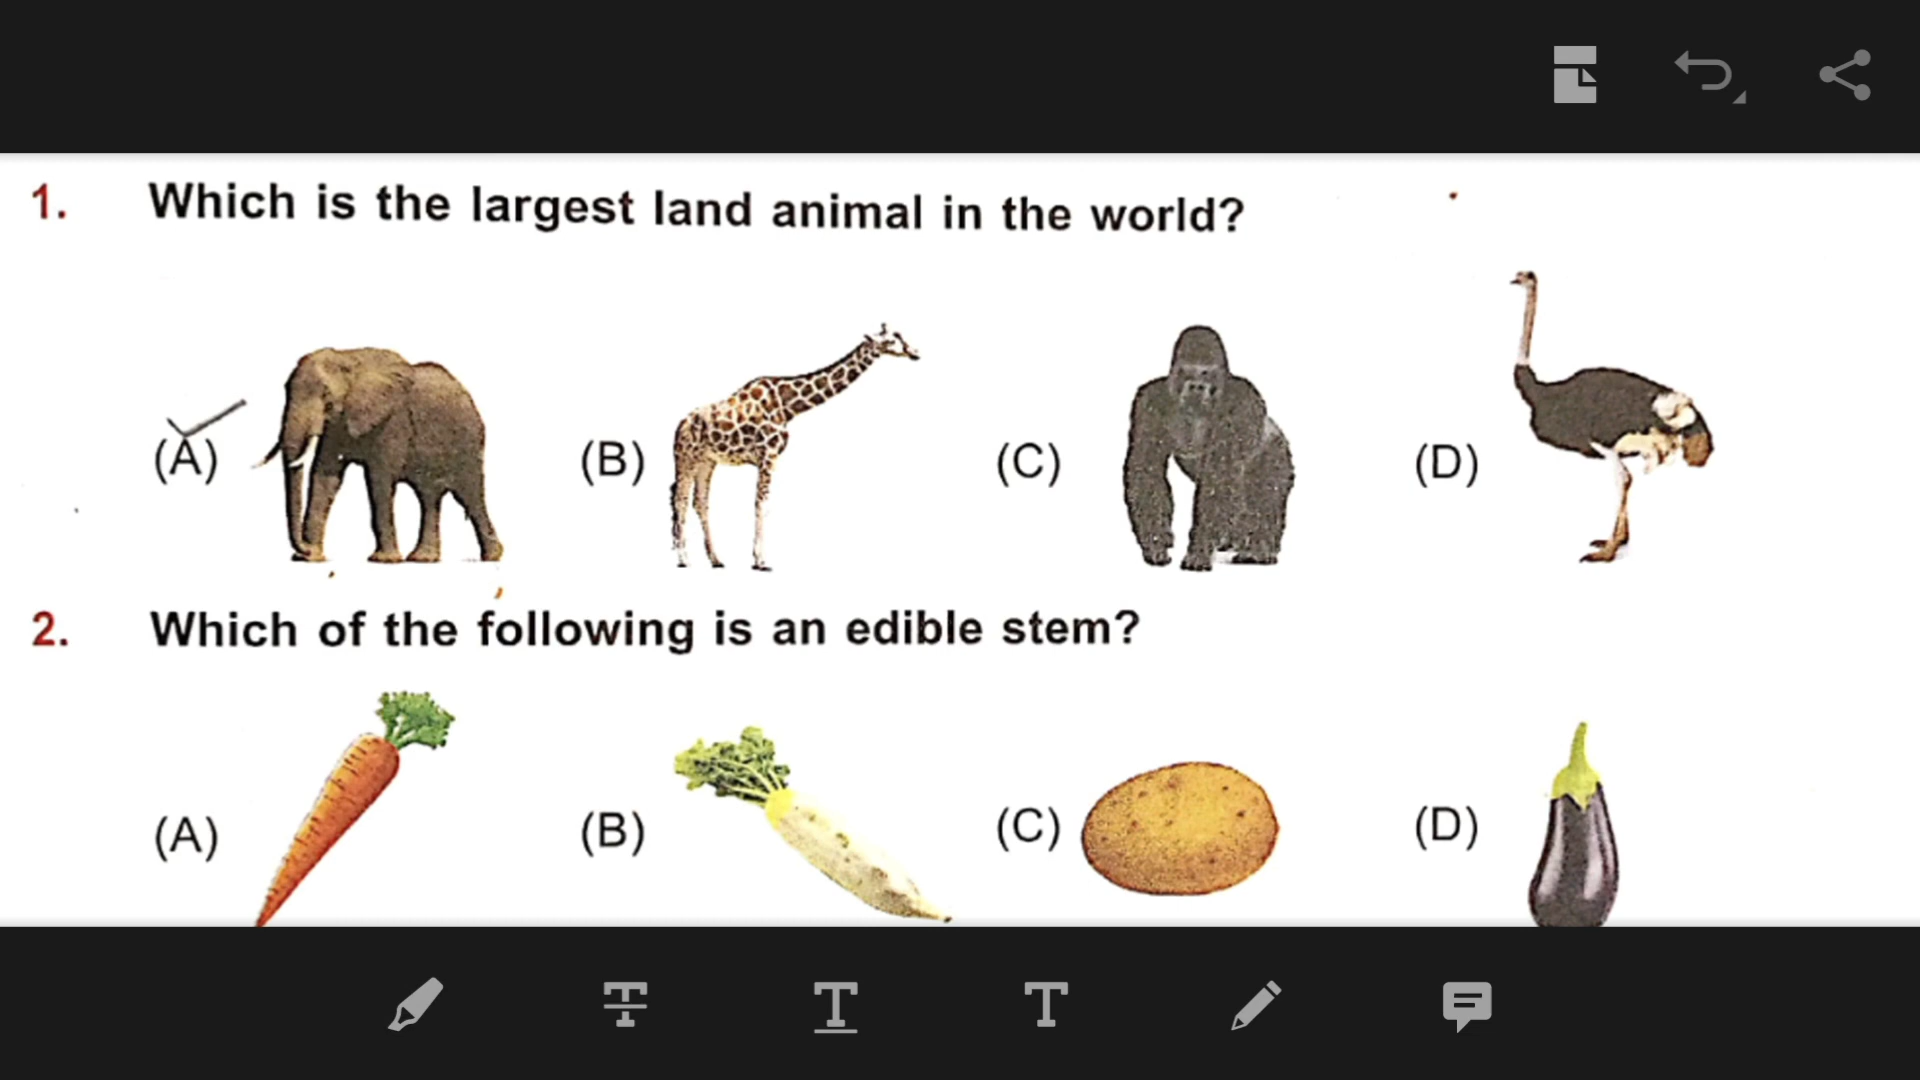 1. Which is the largest land animal in the world?
(A) (B) (C) (D)
2. Which of the following is an edible stem?
(A) (B) (C) (D)